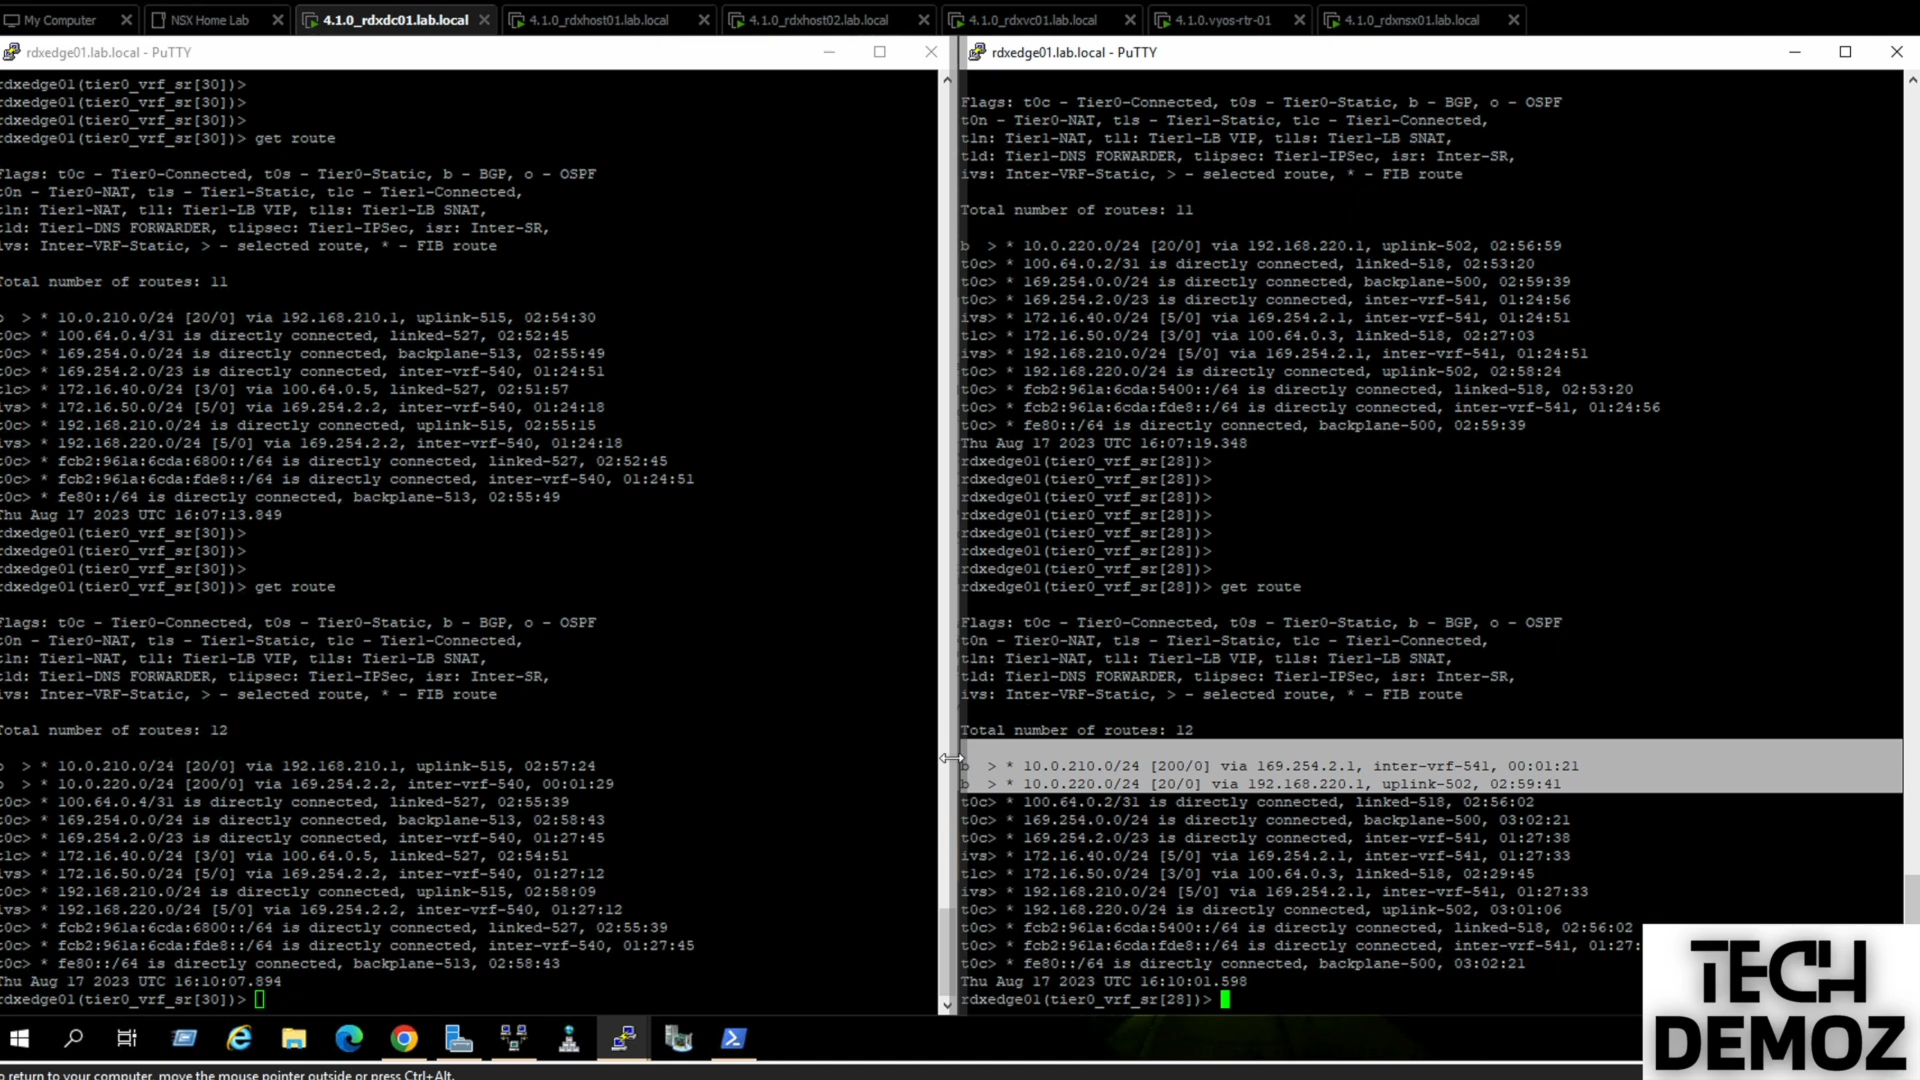 My Computer
NSX Home Lab
4.1.0_rdxdc01.lab.local
4.1.0_rdxhost01.lab.local
4.1.0_rdxhost02.lab.local
4.1.0_rdxvc01.lab.local
4.1.0.vyos-rtr-01
4.1.0_rdxnsx01.lab.local
rdxedge01.lab.local - PuTTY
rdxedge01(tier0_vrf_sr[30])>
rdxedge01(tier0_vrf_sr[30])>
rdxedge01(tier0_vrf_sr[30])>
rdxedge01(tier0_vrf_sr[30])> get route
Flags: t0c - Tier0-Connected, t0s - Tier0-Static, b - BGP, o - OSPF
t0n - Tier0-NAT, t1s - Tier1-Static, t1c - Tier1-Connected,
t1n: Tier1-NAT, t1l: Tier1-LB VIP, t1ls: Tier1-LB SNAT,
t1d: Tier1-DNS FORWARDER, t1ipsec: Tier1-IPSec, isr: Inter-SR,
ivs: Inter-VRF-Static, > - selected route, * - FIB route
Total number of routes: 11
b  > * 10.0.210.0/24 [20/0] via 192.168.210.1, uplink-515, 02:54:30
t0c> * 100.64.0.4/31 is directly connected, linked-527, 02:52:45
t0c> * 169.254.0.0/24 is directly connected, backplane-513, 02:55:49
t0c> * 169.254.2.0/23 is directly connected, inter-vrf-540, 01:24:51
t1c> * 172.16.40.0/24 [3/0] via 100.64.0.5, linked-527, 02:51:57
ivs> * 172.16.50.0/24 [5/0] via 169.254.2.2, inter-vrf-540, 01:24:18
t0c> * 192.168.210.0/24 is directly connected, uplink-515, 02:55:15
ivs> * 192.168.220.0/24 [5/0] via 169.254.2.2, inter-vrf-540, 01:24:18
t0c> * fcb2:961a:6cda:6800::/64 is directly connected, linked-527, 02:52:45
t0c> * fcb2:961a:6cda:fde8::/64 is directly connected, inter-vrf-540, 01:24:51
t0c> * fe80::/64 is directly connected, backplane-513, 02:55:49
Thu Aug 17 2023 UTC 16:07:13.849
rdxedge01(tier0_vrf_sr[30])>
rdxedge01(tier0_vrf_sr[30])>
rdxedge01(tier0_vrf_sr[30])>
rdxedge01(tier0_vrf_sr[30])> get route
Flags: t0c - Tier0-Connected, t0s - Tier0-Static, b - BGP, o - OSPF
t0n - Tier0-NAT, t1s - Tier1-Static, t1c - Tier1-Connected,
t1n: Tier1-NAT, t1l: Tier1-LB VIP, t1ls: Tier1-LB SNAT,
t1d: Tier1-DNS FORWARDER, t1ipsec: Tier1-IPSec, isr: Inter-SR,
ivs: Inter-VRF-Static, > - selected route, * - FIB route
Total number of routes: 12
b  > * 10.0.210.0/24 [20/0] via 192.168.210.1, uplink-515, 02:57:24
b  > * 10.0.220.0/24 [200/0] via 169.254.2.2, inter-vrf-540, 00:01:29
t0c> * 100.64.0.4/31 is directly connected, linked-527, 02:55:39
t0c> * 169.254.0.0/24 is directly connected, backplane-513, 02:58:43
t0c> * 169.254.2.0/23 is directly connected, inter-vrf-540, 01:27:45
t1c> * 172.16.40.0/24 [3/0] via 100.64.0.5, linked-527, 02:54:51
ivs> * 172.16.50.0/24 [5/0] via 169.254.2.2, inter-vrf-540, 01:27:12
t0c> * 192.168.210.0/24 is directly connected, uplink-515, 02:58:09
ivs> * 192.168.220.0/24 [5/0] via 169.254.2.2, inter-vrf-540, 01:27:12
t0c> * fcb2:961a:6cda:6800::/64 is directly connected, linked-527, 02:55:39
t0c> * fcb2:961a:6cda:fde8::/64 is directly connected, inter-vrf-540, 01:27:45
t0c> * fe80::/64 is directly connected, backplane-513, 02:58:43
Thu Aug 17 2023 UTC 16:10:07.894
rdxedge01(tier0_vrf_sr[30])>
rdxedge01.lab.local - PuTTY
Flags: t0c - Tier0-Connected, t0s - Tier0-Static, b - BGP, o - OSPF
t0n - Tier0-NAT, t1s - Tier1-Static, t1c - Tier1-Connected,
t1n: Tier1-NAT, t1l: Tier1-LB VIP, t1ls: Tier1-LB SNAT,
t1d: Tier1-DNS FORWARDER, t1ipsec: Tier1-IPSec, isr: Inter-SR,
ivs: Inter-VRF-Static, > - selected route, * - FIB route
Total number of routes: 11
b  > * 10.0.220.0/24 [20/0] via 192.168.220.1, uplink-502, 02:56:59
t0c> * 100.64.0.2/31 is directly connected, linked-518, 02:53:20
t0c> * 169.254.0.0/24 is directly connected, backplane-500, 02:59:39
t0c> * 169.254.2.0/23 is directly connected, inter-vrf-541, 01:24:56
ivs> * 172.16.40.0/24 [5/0] via 169.254.2.1, inter-vrf-541, 01:24:51
t1c> * 172.16.50.0/24 [3/0] via 100.64.0.3, linked-518, 02:27:03
ivs> * 192.168.210.0/24 [5/0] via 169.254.2.1, inter-vrf-541, 01:24:51
t0c> * 192.168.220.0/24 is directly connected, uplink-502, 02:58:24
t0c> * fcb2:961a:6cda:5400::/64 is directly connected, linked-518, 02:53:20
t0c> * fcb2:961a:6cda:fde8::/64 is directly connected, inter-vrf-541, 01:24:56
t0c> * fe80::/64 is directly connected, backplane-500, 02:59:39
Thu Aug 17 2023 UTC 16:07:19.348
rdxedge01(tier0_vrf_sr[28])>
rdxedge01(tier0_vrf_sr[28])>
rdxedge01(tier0_vrf_sr[28])>
rdxedge01(tier0_vrf_sr[28])>
rdxedge01(tier0_vrf_sr[28])>
rdxedge01(tier0_vrf_sr[28])>
rdxedge01(tier0_vrf_sr[28])>
rdxedge01(tier0_vrf_sr[28])> get route
Flags: t0c - Tier0-Connected, t0s - Tier0-Static, b - BGP, o - OSPF
t0n - Tier0-NAT, t1s - Tier1-Static, t1c - Tier1-Connected,
t1n: Tier1-NAT, t1l: Tier1-LB VIP, t1ls: Tier1-LB SNAT,
t1d: Tier1-DNS FORWARDER, t1ipsec: Tier1-IPSec, isr: Inter-SR,
ivs: Inter-VRF-Static, > - selected route, * - FIB route
Total number of routes: 12
b  > * 10.0.210.0/24 [200/0] via 169.254.2.1, inter-vrf-541, 00:01:21
b  > * 10.0.220.0/24 [20/0] via 192.168.220.1, uplink-502, 02:59:41
t0c> * 100.64.0.2/31 is directly connected, linked-518, 02:56:02
t0c> * 169.254.0.0/24 is directly connected, backplane-500, 03:02:21
t0c> * 169.254.2.0/23 is directly connected, inter-vrf-541, 01:27:38
ivs> * 172.16.40.0/24 [5/0] via 169.254.2.1, inter-vrf-541, 01:27:33
t1c> * 172.16.50.0/24 [3/0] via 100.64.0.3, linked-518, 02:29:45
ivs> * 192.168.210.0/24 [5/0] via 169.254.2.1, inter-vrf-541, 01:27:33
t0c> * 192.168.220.0/24 is directly connected, uplink-502, 03:01:06
t0c> * fcb2:961a:6cda:5400::/64 is directly connected, linked-518, 02:56:02
t0c> * fcb2:961a:6cda:fde8::/64 is directly connected, inter-vrf-541, 01:27:
t0c> * fe80::/64 is directly connected, backplane-500, 03:02:21
Thu Aug 17 2023 UTC 16:10:01.598
rdxedge01(tier0_vrf_sr[28])>
TECH
DEMOZ
o return to your computer, move the mouse pointer outside or press Ctrl+Alt.